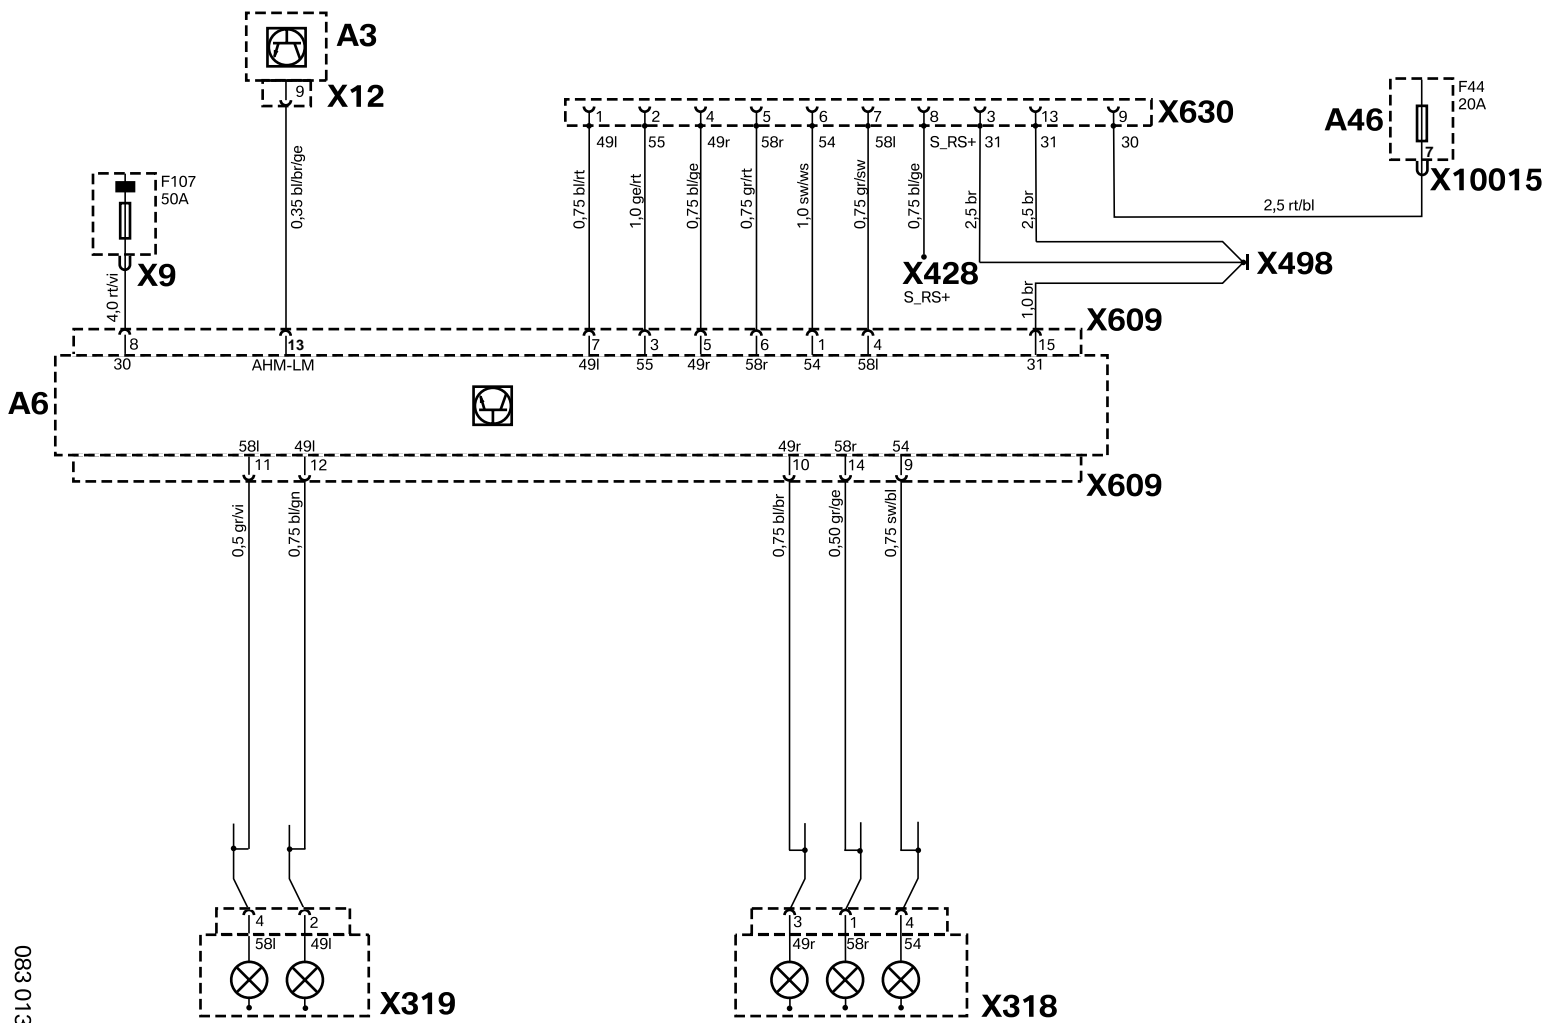 A3
9
X12
0,35 bl/br/ge
F107
50A
X9
4,0 rt/vi
X630
1 2 4 5 6 7 8 3 13 9
49l 55 49r 58r 54 58l S_RS+ 31 31 30
0,75 bl/rt
1,0 ge/rt
0,75 bl/ge
0,75 gr/rt
1,0 sw/ws
0,75 gr/sw
0,75 bl/ge
2,5 br
2,5 br
A46
F44
20A
7
X10015
2,5 rt/bl
X428
S_RS+
X498
1,0 br
X609
8 13 7 3 5 6 1 4 15
30 AHM-LM 49l 55 49r 58r 54 58l 31
A6
58l 49l 49r 58r 54
11 12 10 14 9
X609
0,5 gr/vi
0,75 bl/gn
0,75 bl/br
0,50 gr/ge
0,75 sw/bl
4 2 3 1 4
58l 49l 49r 58r 54
X319
X318
083 013